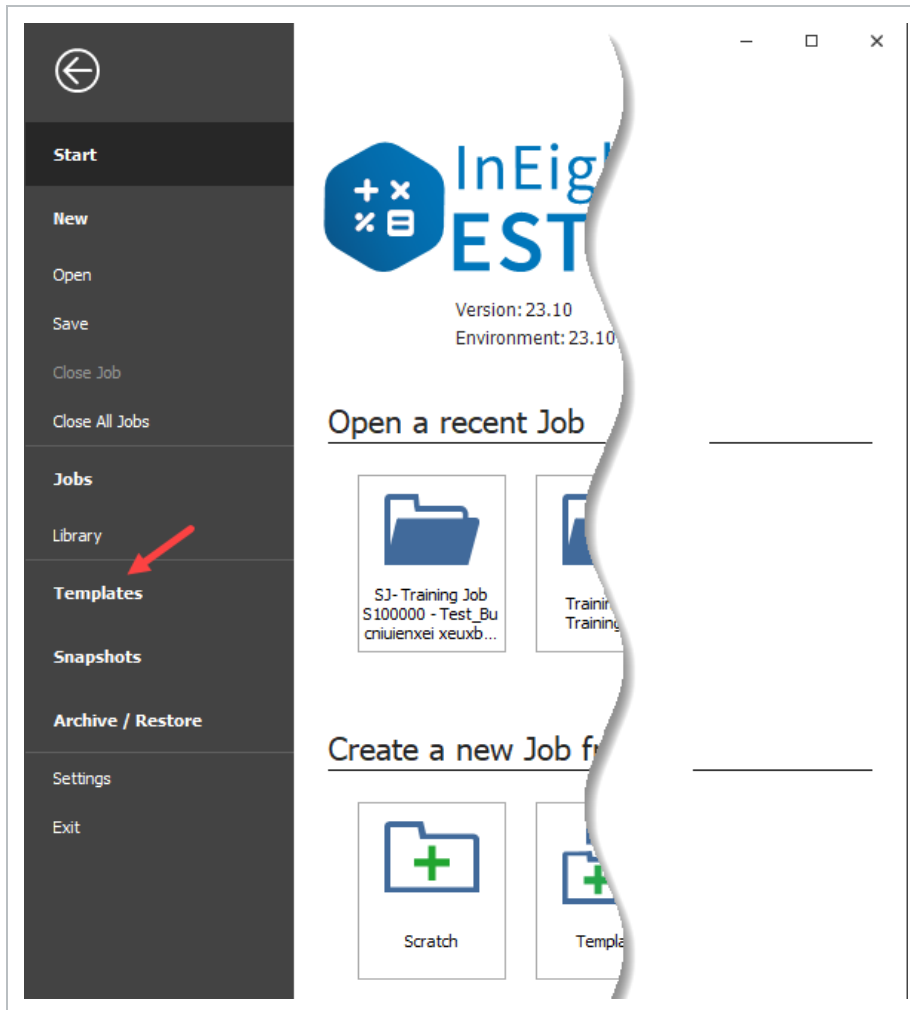 Start
New
Open
Save
Close Job
Close All Jobs
Jobs
Library
Templates
Snapshots
Archive / Restore
Settings
Exit
InEig
EST
Version: 23.10
Environment: 23.10
Open a recent Job
SJ- Training Job
S100000 - Test_Bu
cniuienxei xeuxb...
Trainin
Training
Create a new Job fr
Scratch
Templa